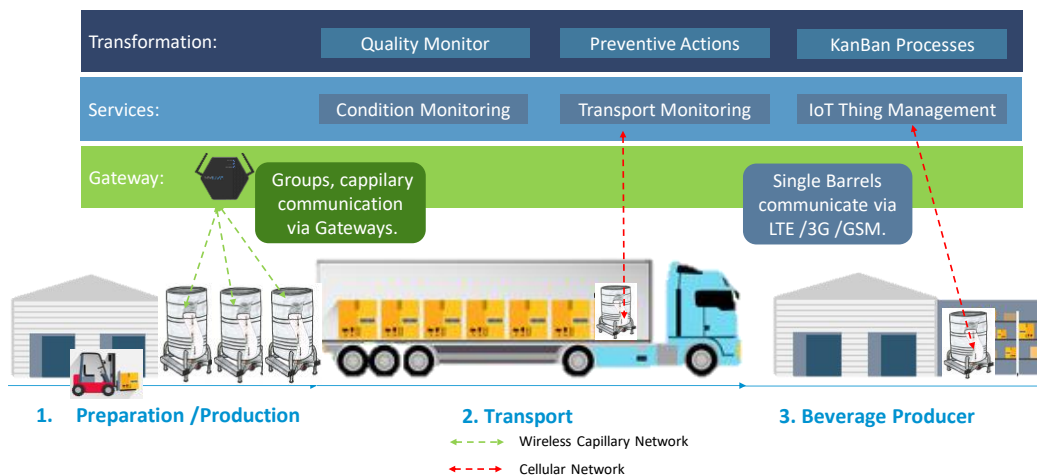 Transformation:
Quality Monitor
Preventive Actions
KanBan Processes
Services:
Condition Monitoring
Transport Monitoring
IoT Thing Management
Gateway:
Groups, cappilary
communication
via Gateways.
Single Barrels
communicate via
LTE /3G /GSM.
1. Preparation /Production
2. Transport
3. Beverage Producer
Wireless Capillary Network
Cellular Network